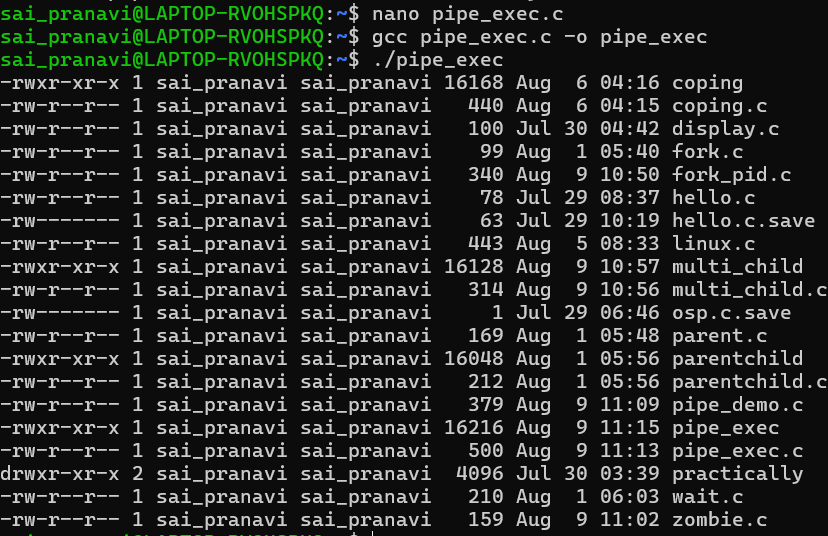 sai_pranavi@LAPTOP-RVOHSPKQ:~$ nano pipe_exec.c
sai_pranavi@LAPTOP-RVOHSPKQ:~$ gcc pipe_exec.c -o pipe_exec
sai_pranavi@LAPTOP-RVOHSPKQ:~$ ./pipe_exec
-rwxr-xr-x 1 sai_pranavi sai_pranavi 16168 Aug  6 04:16 coping
-rw-r--r-- 1 sai_pranavi sai_pranavi   440 Aug  6 04:15 coping.c
-rw-r--r-- 1 sai_pranavi sai_pranavi   100 Jul 30 04:42 display.c
-rw-r--r-- 1 sai_pranavi sai_pranavi    99 Aug  1 05:40 fork.c
-rw-r--r-- 1 sai_pranavi sai_pranavi   340 Aug  9 10:50 fork_pid.c
-rw-r--r-- 1 sai_pranavi sai_pranavi    78 Jul 29 08:37 hello.c
-rw------- 1 sai_pranavi sai_pranavi    63 Jul 29 10:19 hello.c.save
-rw-r--r-- 1 sai_pranavi sai_pranavi   443 Aug  5 08:33 linux.c
-rwxr-xr-x 1 sai_pranavi sai_pranavi 16128 Aug  9 10:57 multi_child
-rw-r--r-- 1 sai_pranavi sai_pranavi   314 Aug  9 10:56 multi_child.c
-rw------- 1 sai_pranavi sai_pranavi     1 Jul 29 06:46 osp.c.save
-rw-r--r-- 1 sai_pranavi sai_pranavi   169 Aug  1 05:48 parent.c
-rwxr-xr-x 1 sai_pranavi sai_pranavi 16048 Aug  1 05:56 parentchild
-rw-r--r-- 1 sai_pranavi sai_pranavi   212 Aug  1 05:56 parentchild.c
-rw-r--r-- 1 sai_pranavi sai_pranavi   379 Aug  9 11:09 pipe_demo.c
-rwxr-xr-x 1 sai_pranavi sai_pranavi 16216 Aug  9 11:15 pipe_exec
-rw-r--r-- 1 sai_pranavi sai_pranavi   500 Aug  9 11:13 pipe_exec.c
drwxr-xr-x 2 sai_pranavi sai_pranavi  4096 Jul 30 03:39 practically
-rw-r--r-- 1 sai_pranavi sai_pranavi   210 Aug  1 06:03 wait.c
-rw-r--r-- 1 sai_pranavi sai_pranavi   159 Aug  9 11:02 zombie.c